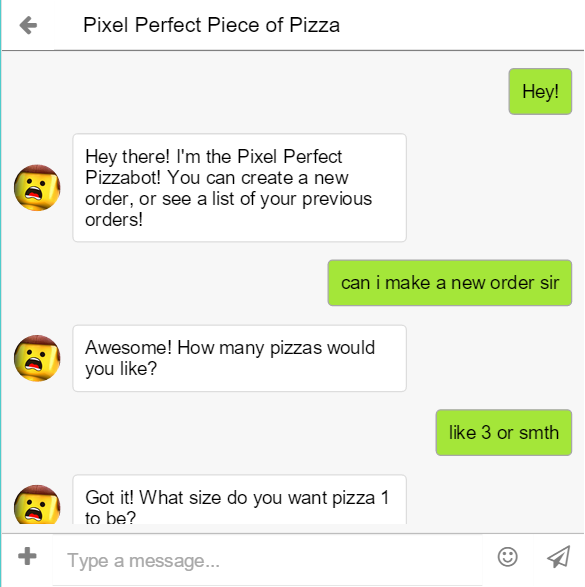 Pixel Perfect Piece of Pizza
Hey!
Hey there! I'm the Pixel Perfect
Pizzabot! You can create a new
order, or see a list of your previous
orders!
can i make a new order sir
Awesome! How many pizzas would
you like?
like 3 or smth
Got it! What size do you want pizza 1
to be?
Type a message...